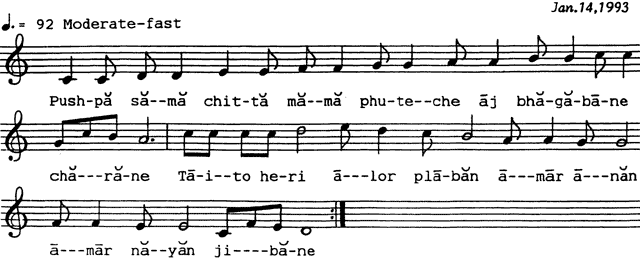 Jan.14,1993
♩.= 92 Moderate-fast
Push-pă să--mă chit-tă mă--mă phu-te--che āj bhă-gă-bā-ne
chă---ră-ne Tā-i--to he-ri ā---lor plā-băn ā---mār ā---năn
ā---mār nă--yăn ji----bă-ne